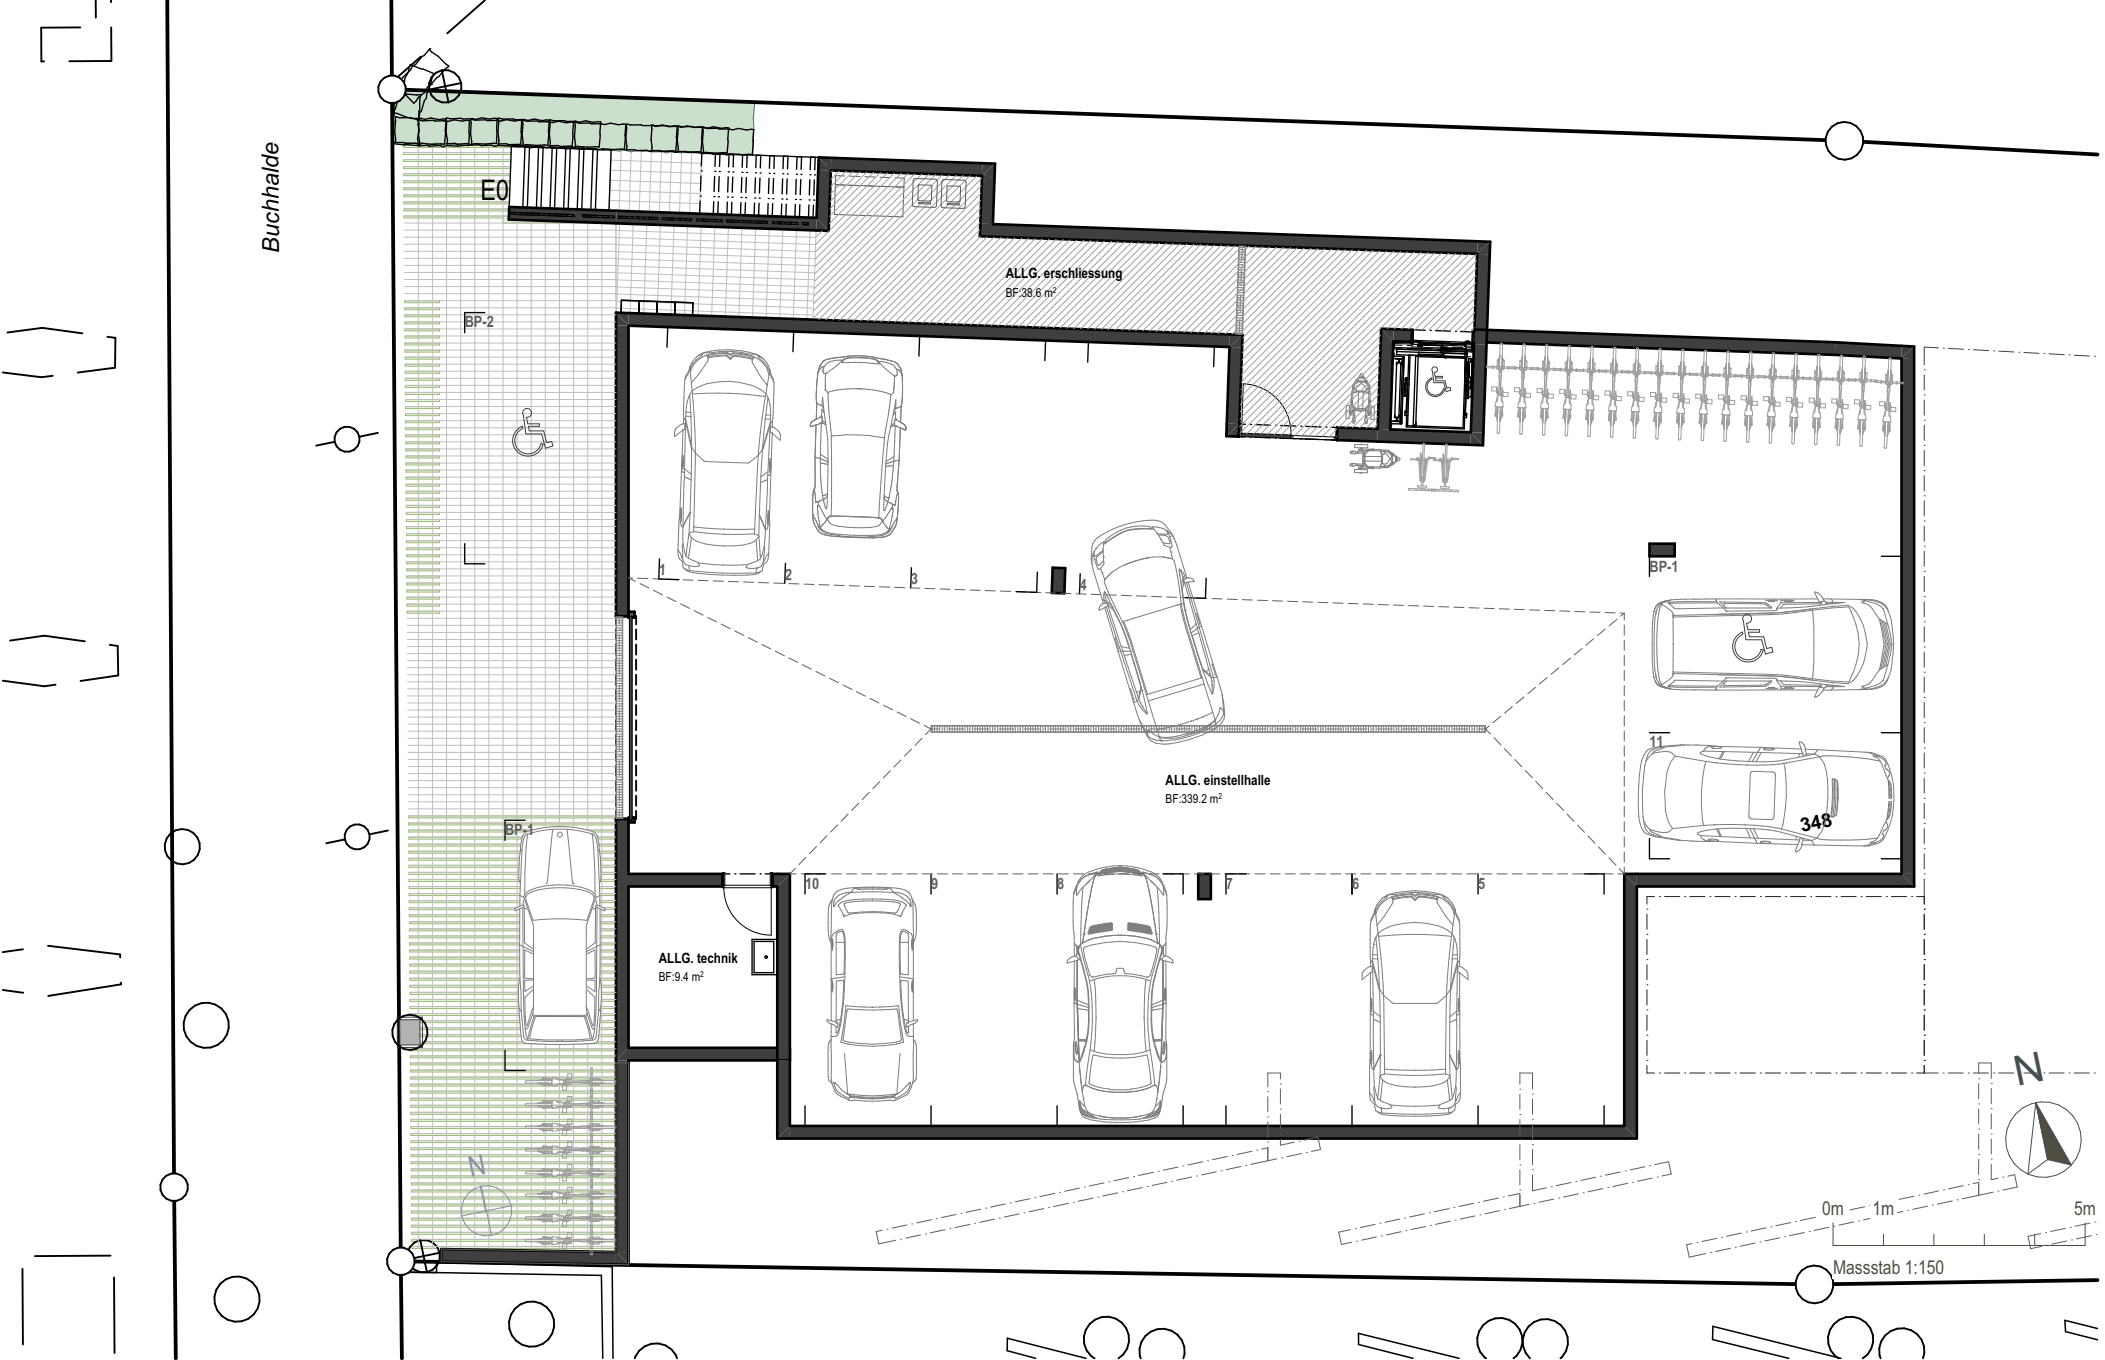 Buchhalde
E0
ALLG. erschliessung
BF:38.6 m²
BP-2
1
2
3
4
BP-1
11
348
ALLG. einstellhalle
BF:339.2 m²
BP-1
10
9
8
7
6
5
ALLG. technik
BF:9.4 m²
N
N
0m 1m 5m
Massstab 1:150